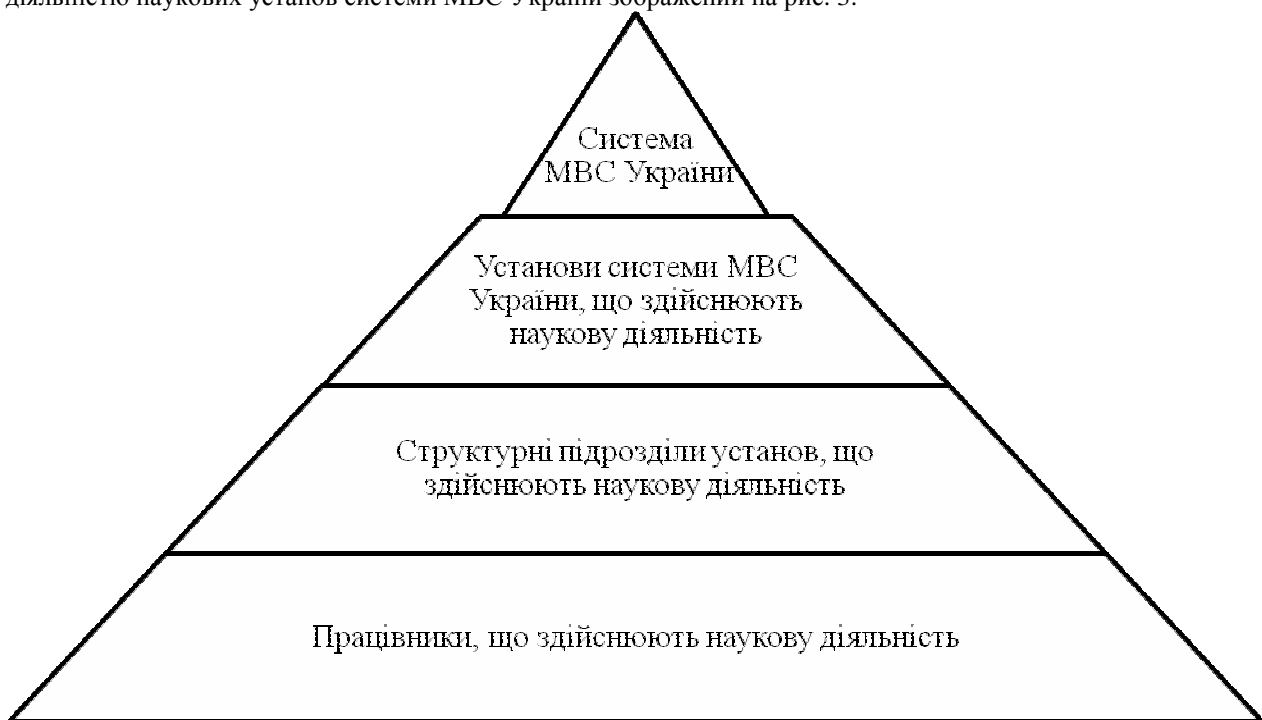 діяльністю наукових установ системи МВС України зображений на рис. 3.
Система
МВС України
Установи системи МВС
України, що здійснюють
наукову діяльність
Структурні підрозділи установ, що
здійснюють наукову діяльність
Працівники, що здійснюють наукову діяльність